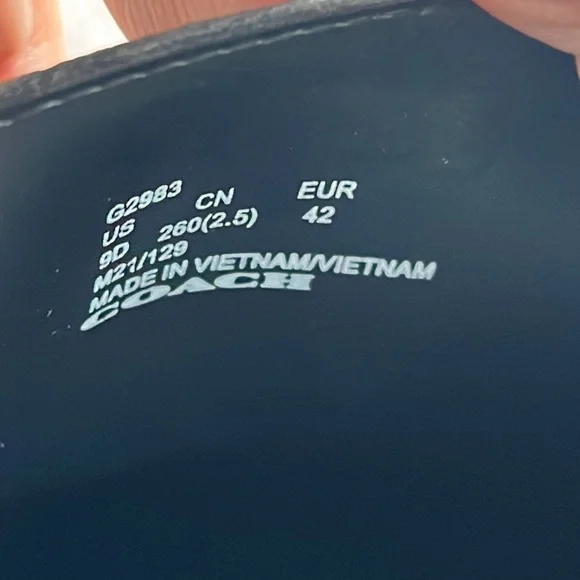 G2983
US CN EUR
9D 260(2.5) 42
M21/129
MADE IN VIETNAM/VIETNAM
COACH